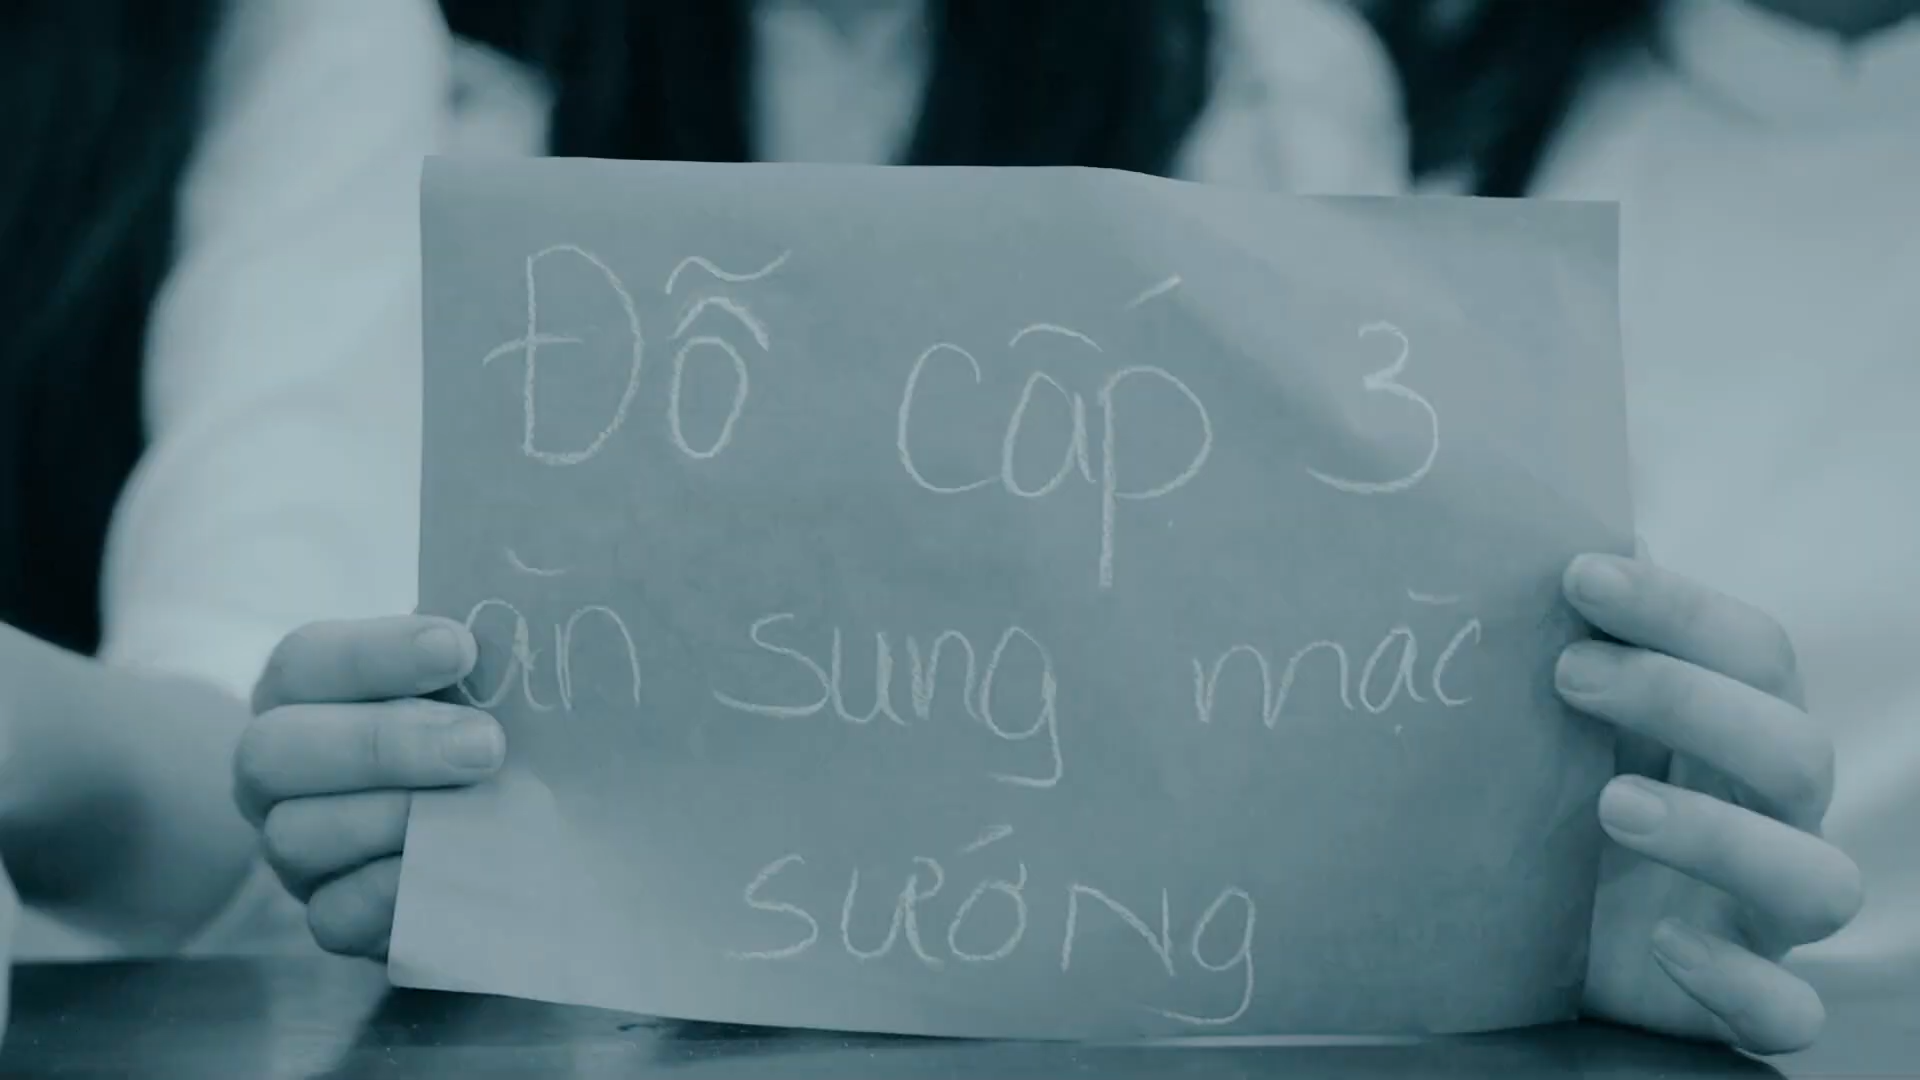 Đỗ cấp 3
ăn sung mặc
sướng